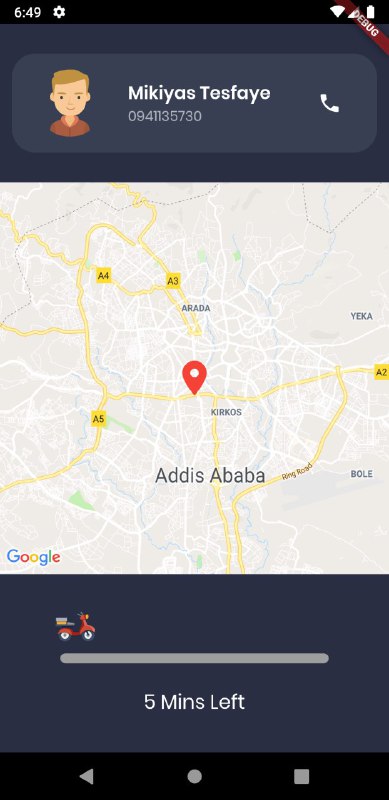 6:49
DEBUG
Mikiyas Tesfaye
0941135730
A4
A3
ARADA
YEKA
A2
A5
KIRKOS
Addis Ababa
Ring Road
BOLE
Google
5 Mins Left